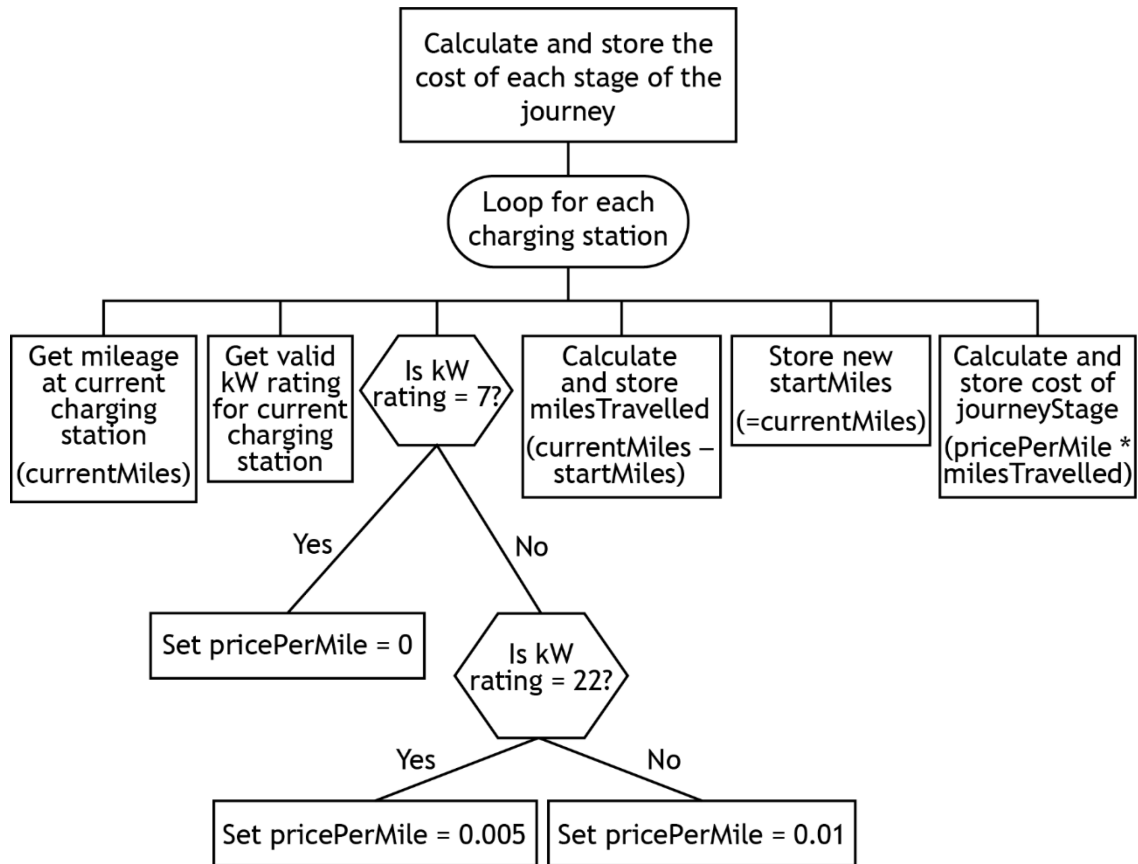 Calculate and store the
cost of each stage of the
journey
Loop for each
charging station
Get mileage
at current
charging
station
(currentMiles)
Get valid
kW rating
for current
charging
station
Is kW
rating = 7?
Calculate
and store
milesTravelled
(currentMiles –
startMiles)
Store new
startMiles
(=currentMiles)
Calculate and
store cost of
journeyStage
(pricePerMile *
milesTravelled)
Yes
No
Set pricePerMile = 0
Is kW
rating = 22?
Yes
No
Set pricePerMile = 0.005
Set pricePerMile = 0.01